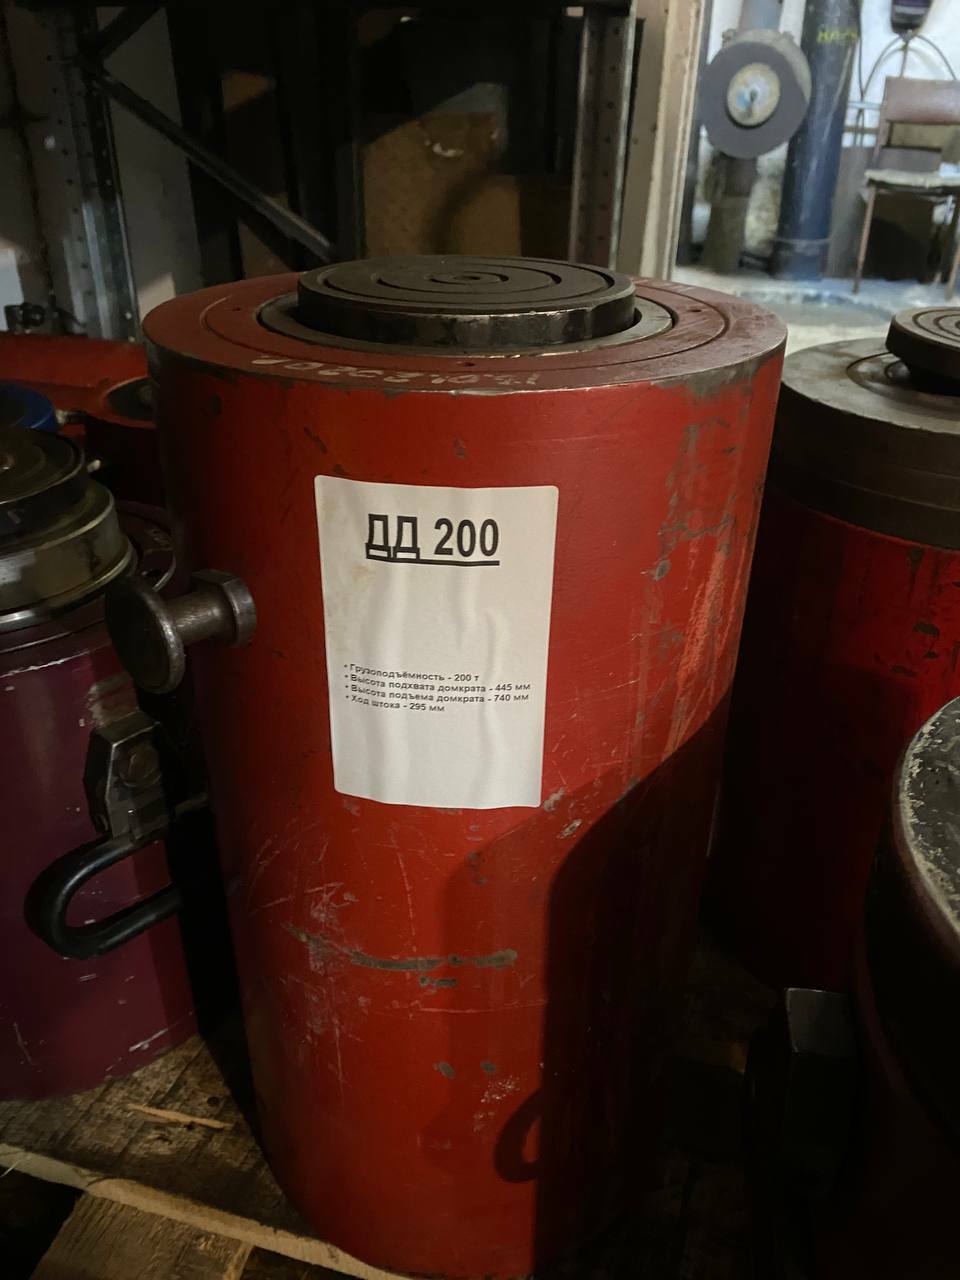 ДД 200
• Грузоподъёмность - 200 т
• Высота подхвата домкрата - 445 мм
• Высота подъема домкрата - 740 мм
• Ход штока - 295 мм